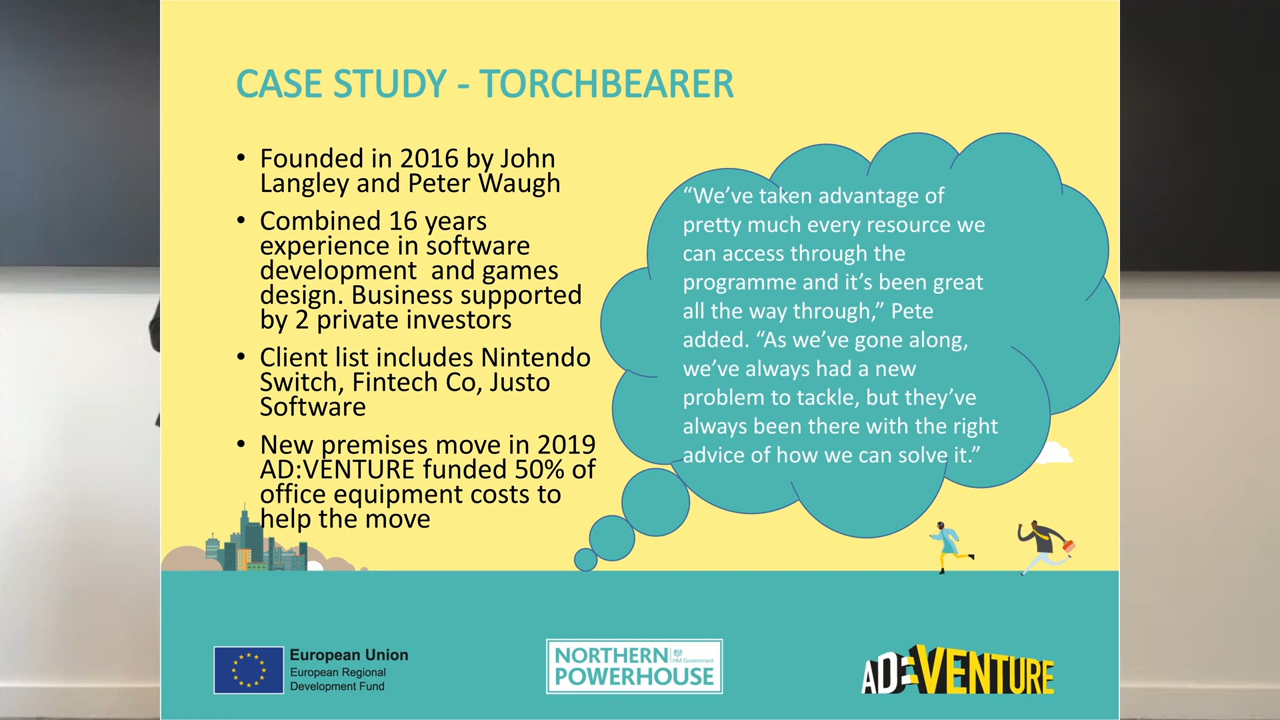 CASE STUDY - TORCHBEARER
• Founded in 2016 by John
Langley and Peter Waugh
• Combined 16 years
experience in software
development  and games
design. Business supported
by 2 private investors
• Client list includes Nintendo
Switch, Fintech Co, Justo
Software
• New premises move in 2019
AD:VENTURE funded 50% of
office equipment costs to
help the move
“We’ve taken advantage of
pretty much every resource we
can access through the
programme and it’s been great
all the way through,” Pete
added. “As we’ve gone along,
we’ve always had a new
problem to tackle, but they’ve
always been there with the right
advice of how we can solve it.”
European Union
European Regional
Development Fund
NORTHERN
HM Government
POWERHOUSE
AD:VENTURE